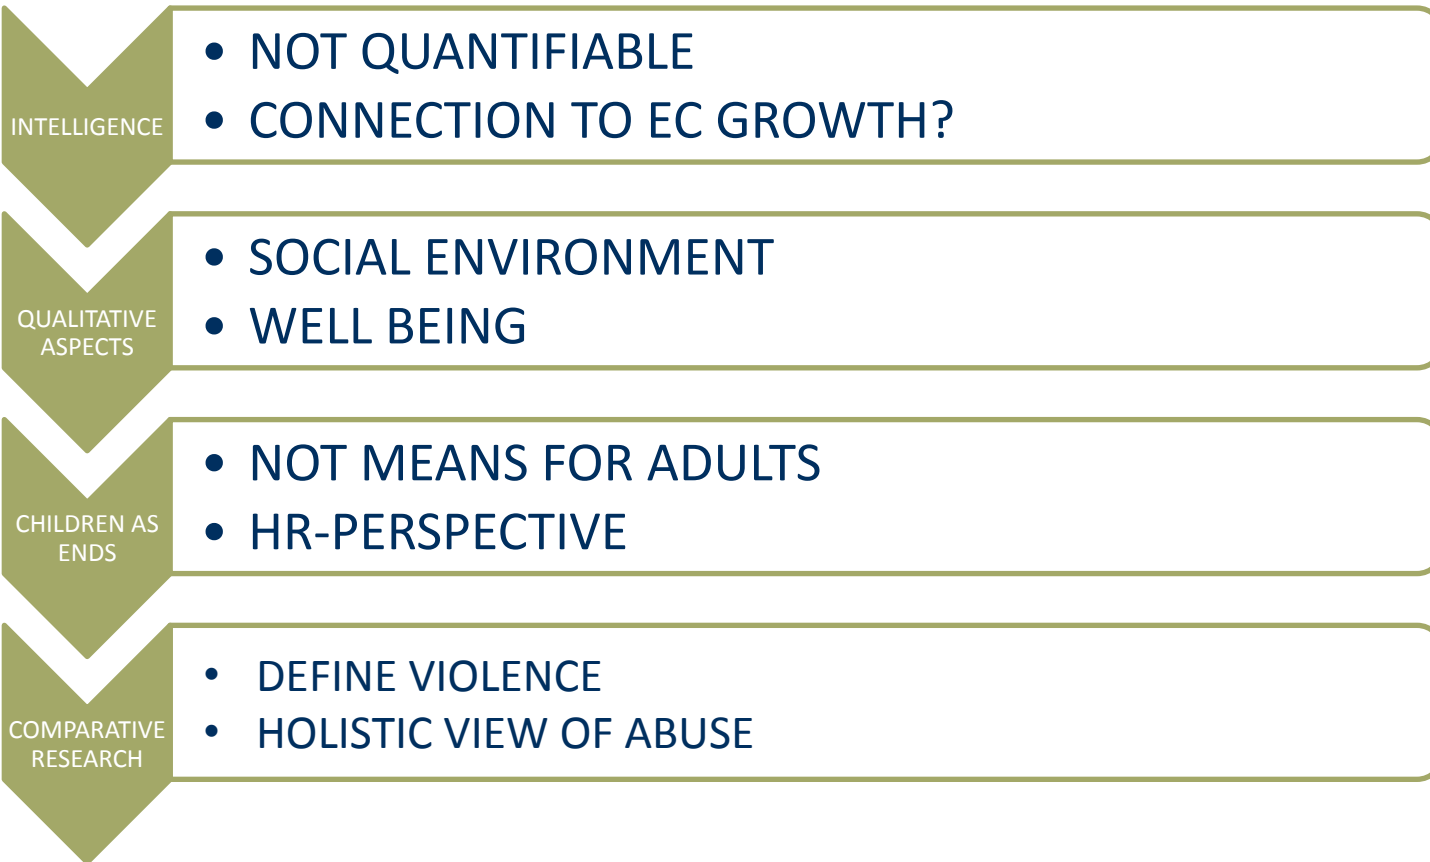 INTELLIGENCE
• NOT QUANTIFIABLE
• CONNECTION TO EC GROWTH?
QUALITATIVE
ASPECTS
• SOCIAL ENVIRONMENT
• WELL BEING
CHILDREN AS
ENDS
• NOT MEANS FOR ADULTS
• HR-PERSPECTIVE
COMPARATIVE
RESEARCH
• DEFINE VIOLENCE
• HOLISTIC VIEW OF ABUSE